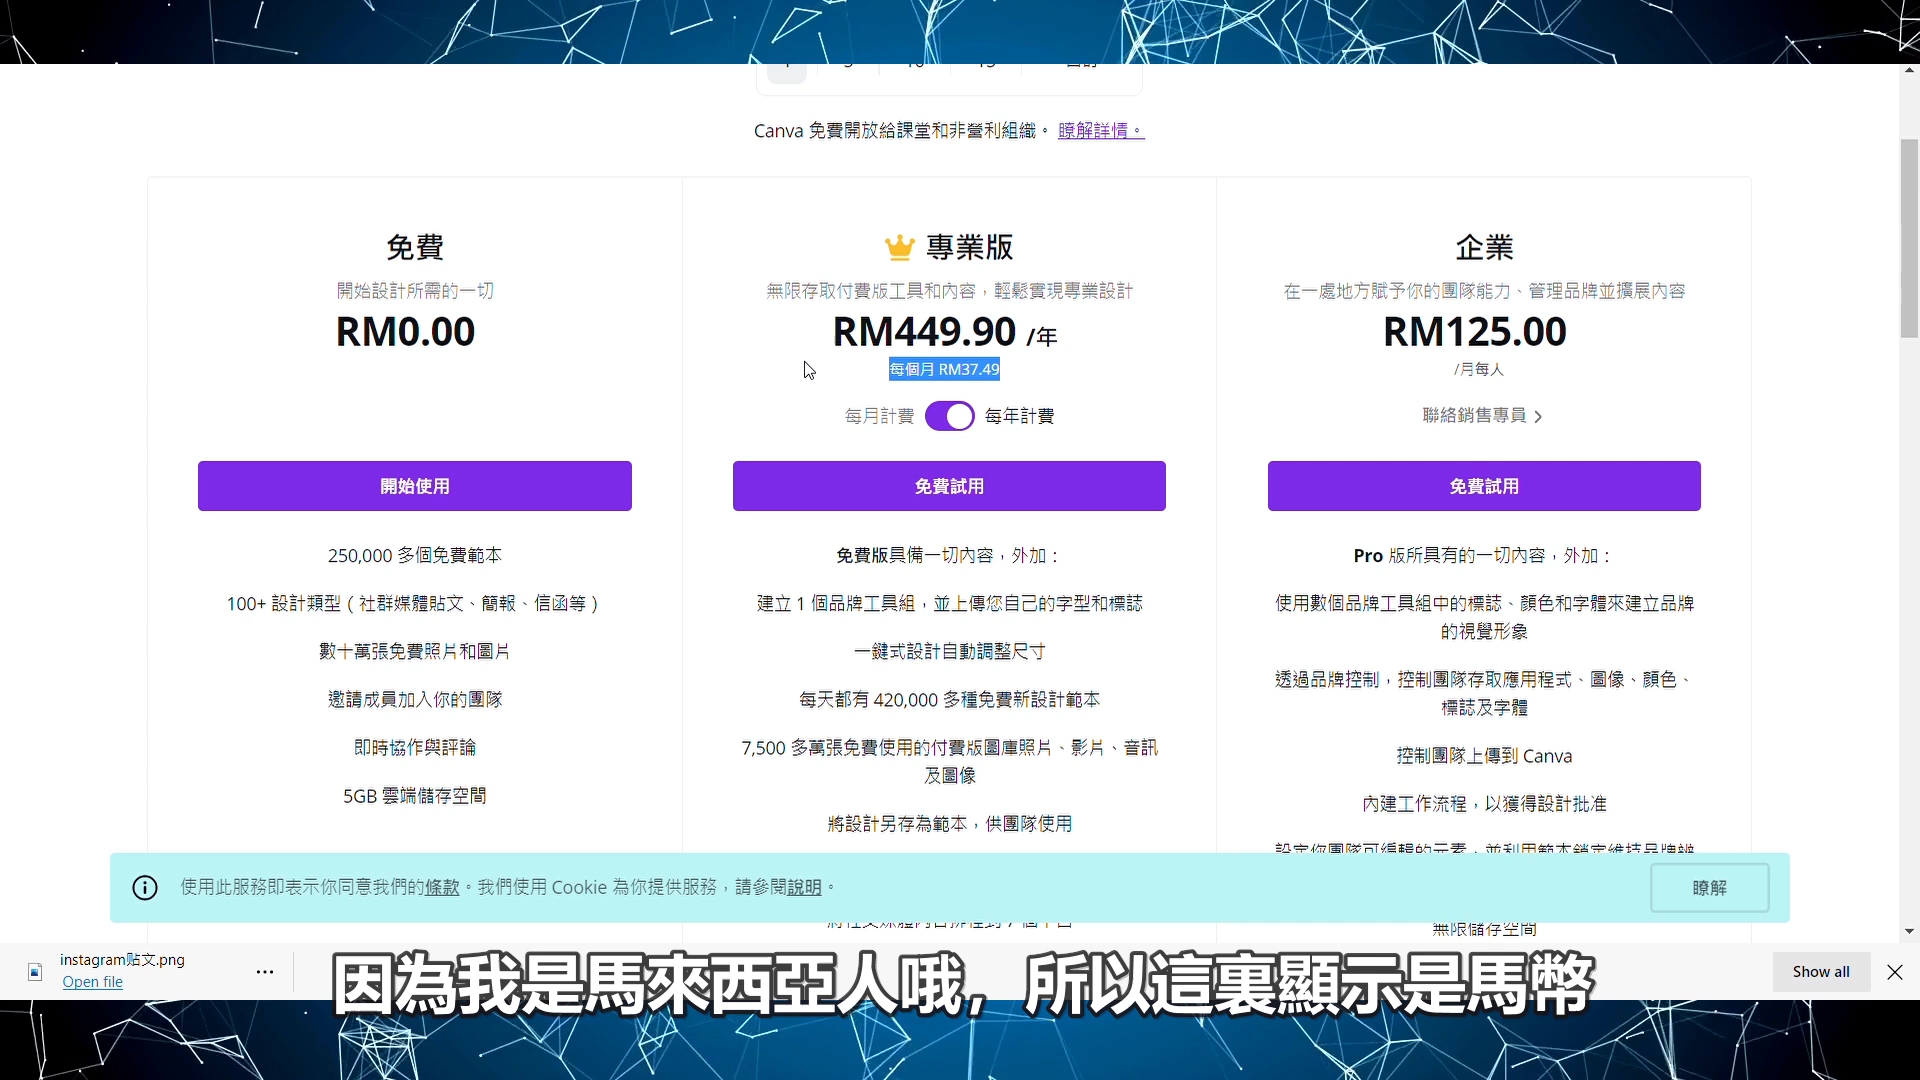 Canva 免費開放給課堂和非營利組織。 瞭解詳情。
免費
開始設計所需的一切
RM0.00
開始使用
250,000 多個免費範本
100+ 設計類型（社群媒體貼文、簡報、信函等）
數十萬張免費照片和圖片
邀請成員加入你的團隊
即時協作與評論
5GB 雲端儲存空間
專業版
無限存取付費版工具和內容，輕鬆實現專業設計
RM449.90 /年
每個月 RM37.49
每月計費 每年計費
免費試用
免費版具備一切內容，外加：
建立 1 個品牌工具組，並上傳您自己的字型和標誌
一鍵式設計自動調整尺寸
每天都有 420,000 多種免費新設計範本
7,500 多萬張免費使用的付費版圖庫照片、影片、音訊
及圖像
將設計另存為範本，供團隊使用
企業
在一處地方賦予你的團隊能力、管理品牌並擴展內容
RM125.00
/月每人
聯絡銷售專員
免費試用
Pro 版所具有的一切內容，外加：
使用數個品牌工具組中的標誌、顏色和字體來建立品牌
的視覺形象
透過品牌控制，控制團隊存取應用程式、圖像、顏色、
標誌及字體
控制團隊上傳到 Canva
內建工作流程，以獲得設計批准
無限儲存空間
使用此服務即表示你同意我們的條款。我們使用 Cookie 為你提供服務，請參閱說明。
瞭解
instagram贴文.png
Open file
Show all
因為我是馬來西亞人哦，所以這裏顯示是馬幣